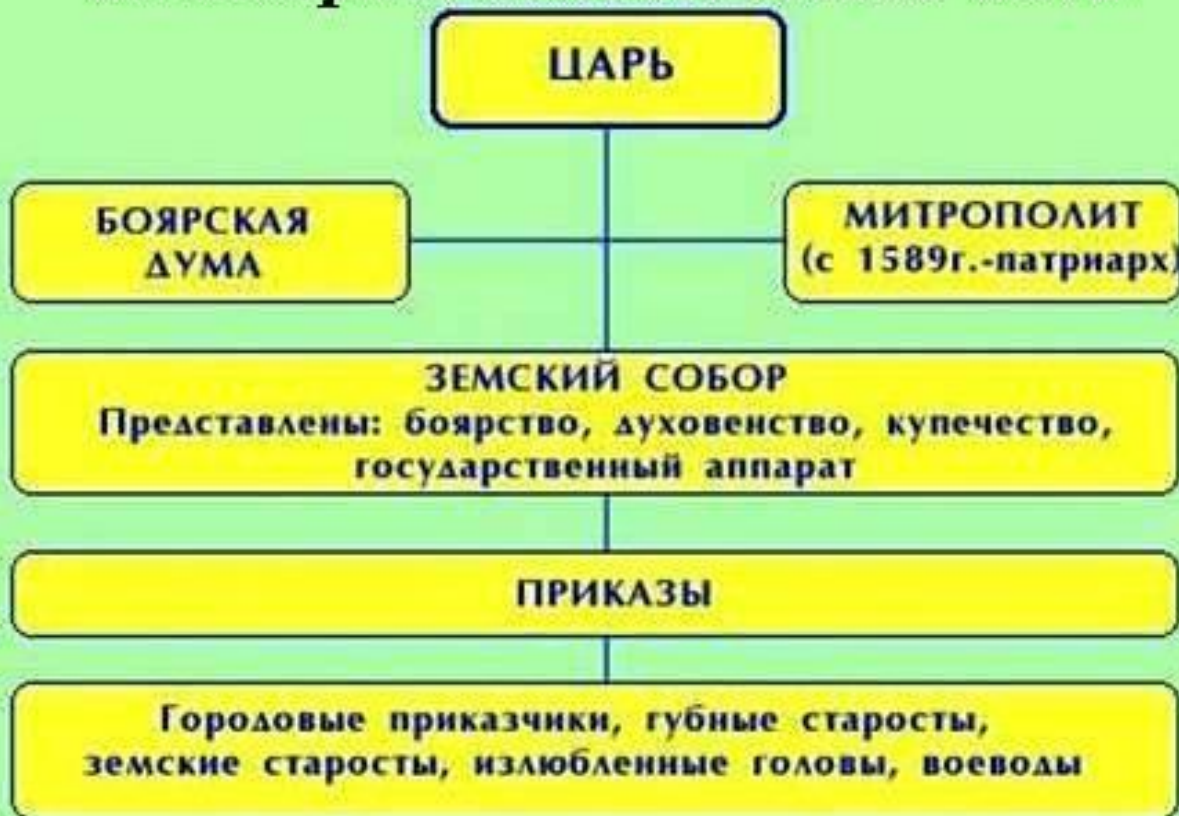 ЦАРЬ
БОЯРСКАЯ
ДУМА
МИТРОПОЛИТ
(с 1589г.-патриарх)
ЗЕМСКИЙ СОБОР
Представлены: боярство, духовенство, купечество,
государственный аппарат
ПРИКАЗЫ
Городовые приказчики, губные старосты,
земские старосты, излюбленные головы, воеводы